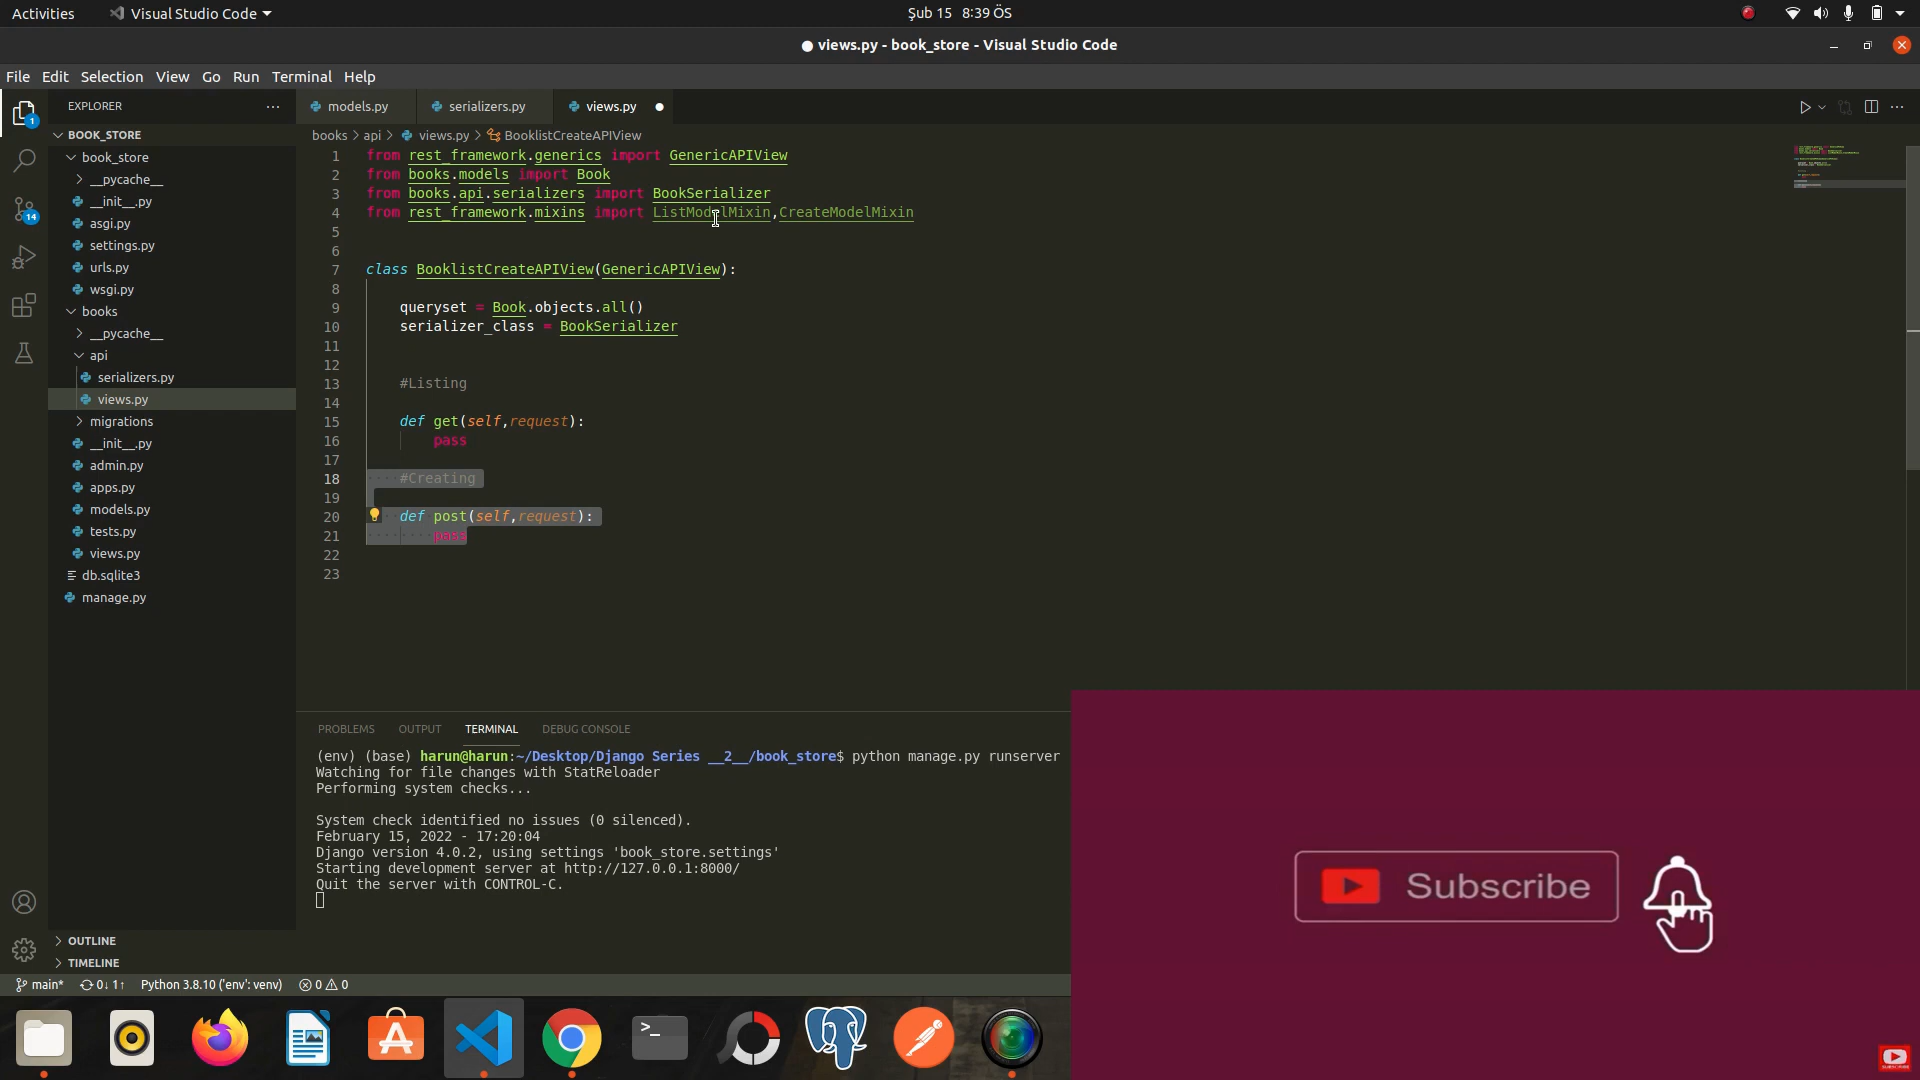 Activities
Visual Studio Code
Şub 15 8:39 ÖS
● views.py - book_store - Visual Studio Code
File Edit Selection View Go Run Terminal Help
EXPLORER
BOOK_STORE
book_store
__pycache__
__init__.py
asgi.py
settings.py
urls.py
wsgi.py
books
__pycache__
api
serializers.py
views.py
migrations
__init__.py
admin.py
apps.py
models.py
tests.py
views.py
db.sqlite3
manage.py
OUTLINE
TIMELINE
1
14
models.py serializers.py views.py
books > api > views.py > BooklistCreateAPIView
1 from rest_framework.generics import GenericAPIView
2 from books.models import Book
3 from books.api.serializers import BookSerializer
4 from rest_framework.mixins import ListModelMixin,CreateModelMixin
5
6
7 class BooklistCreateAPIView(GenericAPIView):
8
9 queryset = Book.objects.all()
10 serializer_class = BookSerializer
11
12
13 #Listing
14
15 def get(self,request):
16 pass
17
18 #Creating
19
20 def post(self,request):
21 pass
22
23
PROBLEMS OUTPUT TERMINAL DEBUG CONSOLE
(env) (base) harun@harun:~/Desktop/Django Series __2__/book_store$ python manage.py runserver
Watching for file changes with StatReloader
Performing system checks...
System check identified no issues (0 silenced).
February 15, 2022 - 17:20:04
Django version 4.0.2, using settings 'book_store.settings'
Starting development server at http://127.0.0.1:8000/
Quit the server with CONTROL-C.
main* 0↓ 1↑ Python 3.8.10 ('env': venv) 0 0
Subscribe